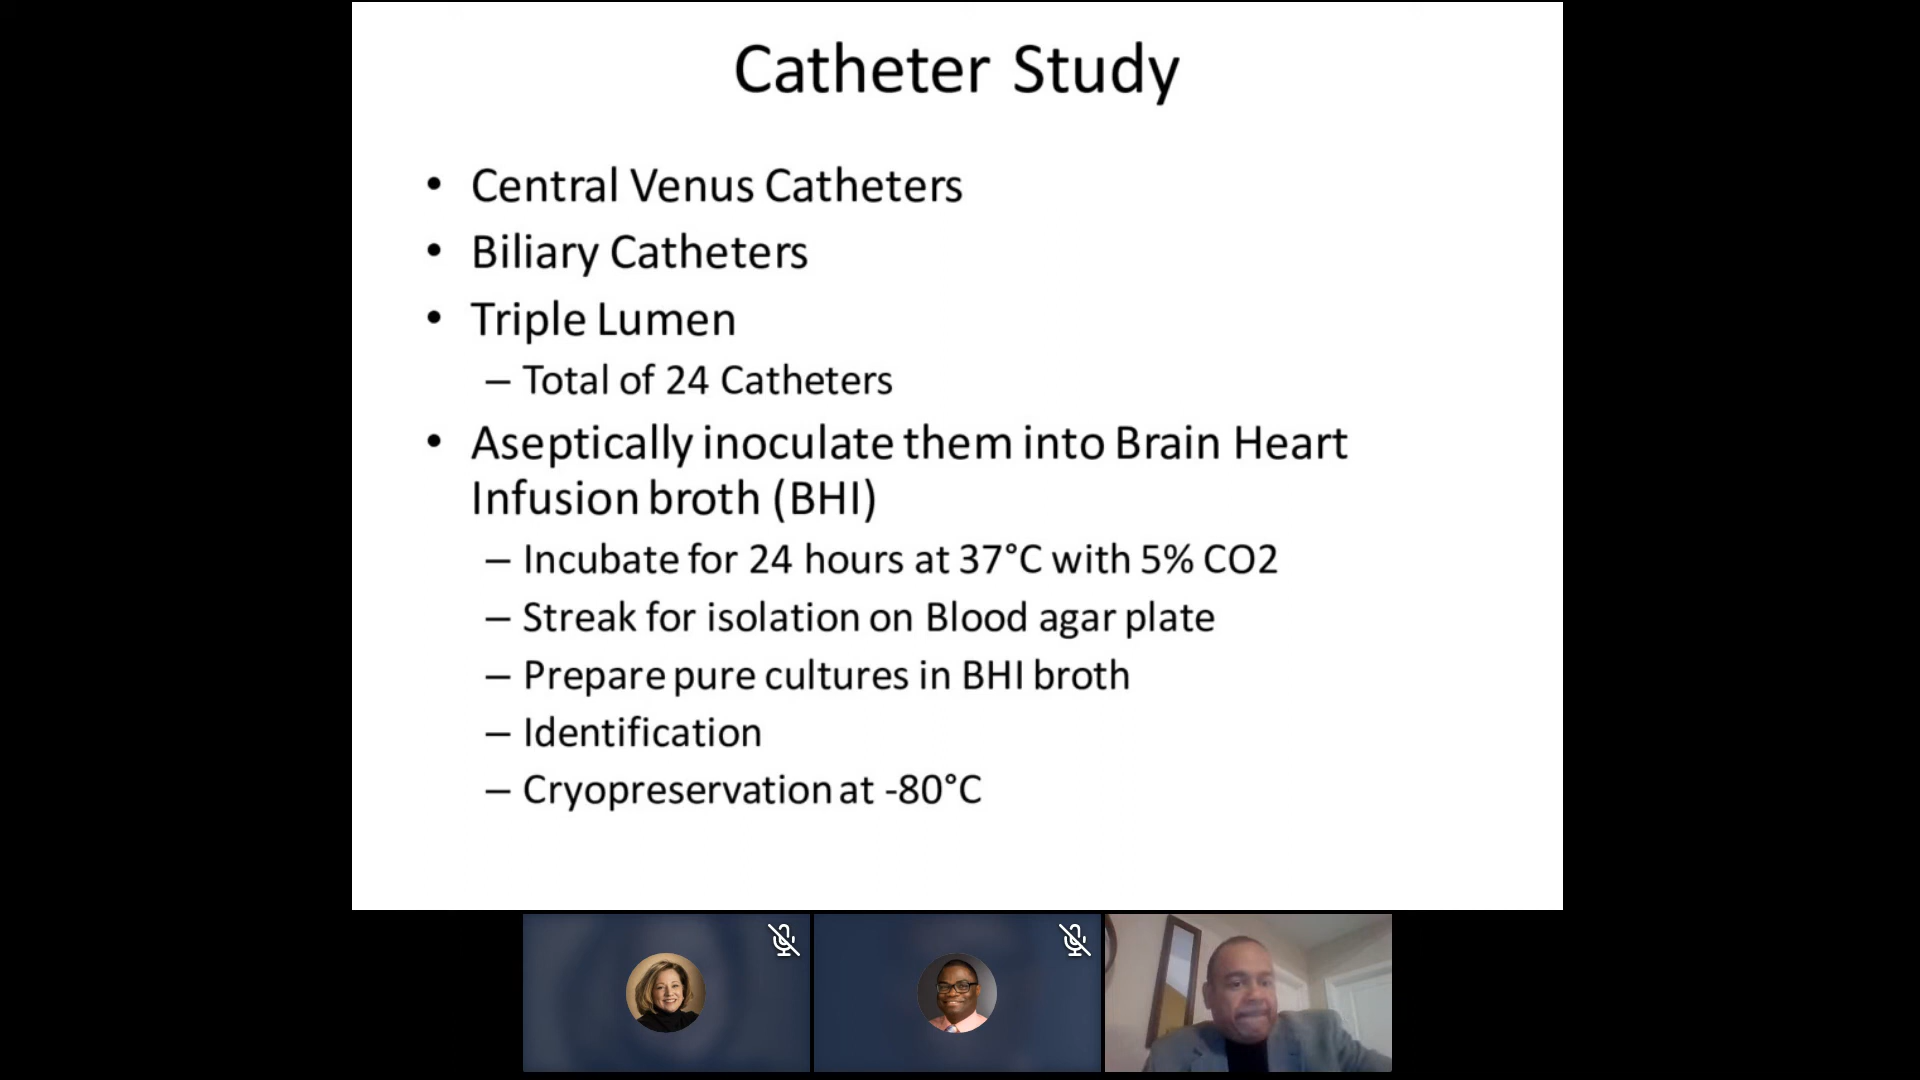 Catheter Study
• Central Venus Catheters
• Biliary Catheters
• Triple Lumen
– Total of 24 Catheters
• Aseptically inoculate them into Brain Heart
Infusion broth (BHI)
– Incubate for 24 hours at 37°C with 5% CO2
– Streak for isolation on Blood agar plate
– Prepare pure cultures in BHI broth
– Identification
– Cryopreservation at -80°C